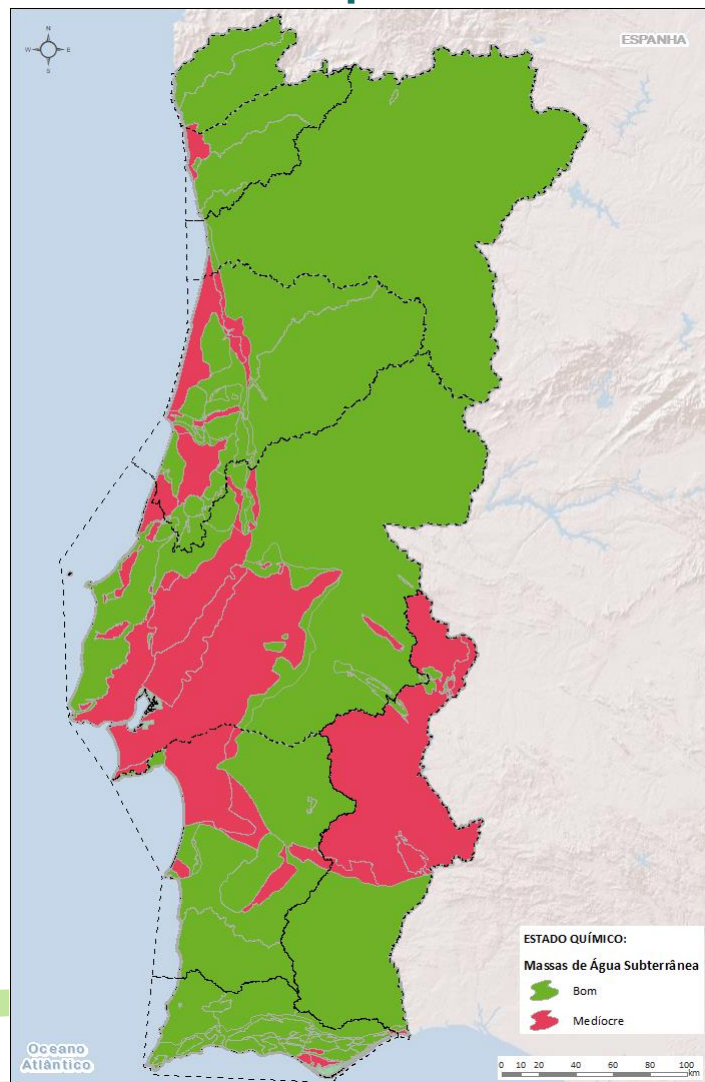 N
W E
S
ESPANHA
ESTADO QUÍMICO:
Massas de Água Subterrânea
Bom
Medíocre
Oceano
Atlântico
0 10 20 40 60 80 100
km